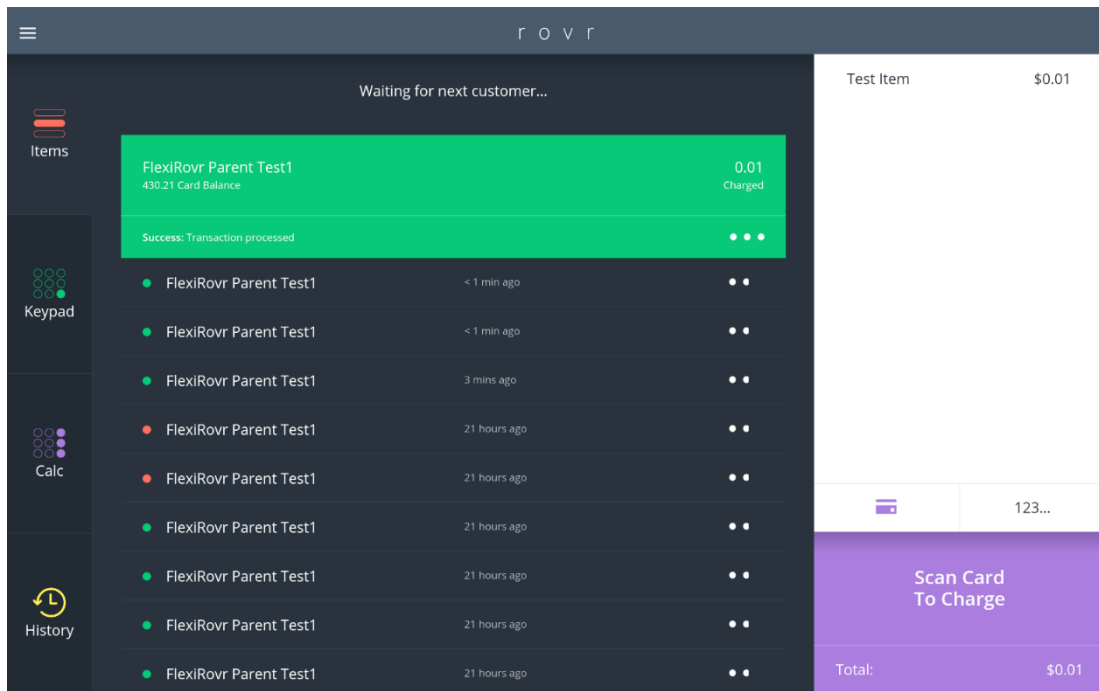 rovr
Items
Keypad
Calc
History
Waiting for next customer...
FlexiRovr Parent Test1 0.01
430.21 Card Balance Charged
Success: Transaction processed
FlexiRovr Parent Test1 < 1 min ago
FlexiRovr Parent Test1 < 1 min ago
FlexiRovr Parent Test1 3 mins ago
FlexiRovr Parent Test1 21 hours ago
FlexiRovr Parent Test1 21 hours ago
FlexiRovr Parent Test1 21 hours ago
FlexiRovr Parent Test1 21 hours ago
FlexiRovr Parent Test1 21 hours ago
FlexiRovr Parent Test1 21 hours ago
Test Item $0.01
123...
Scan Card
To Charge
Total: $0.01